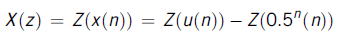 X(z) = Z(x(n)) = Z(u(n)) – Z(0.5ⁿ(n))